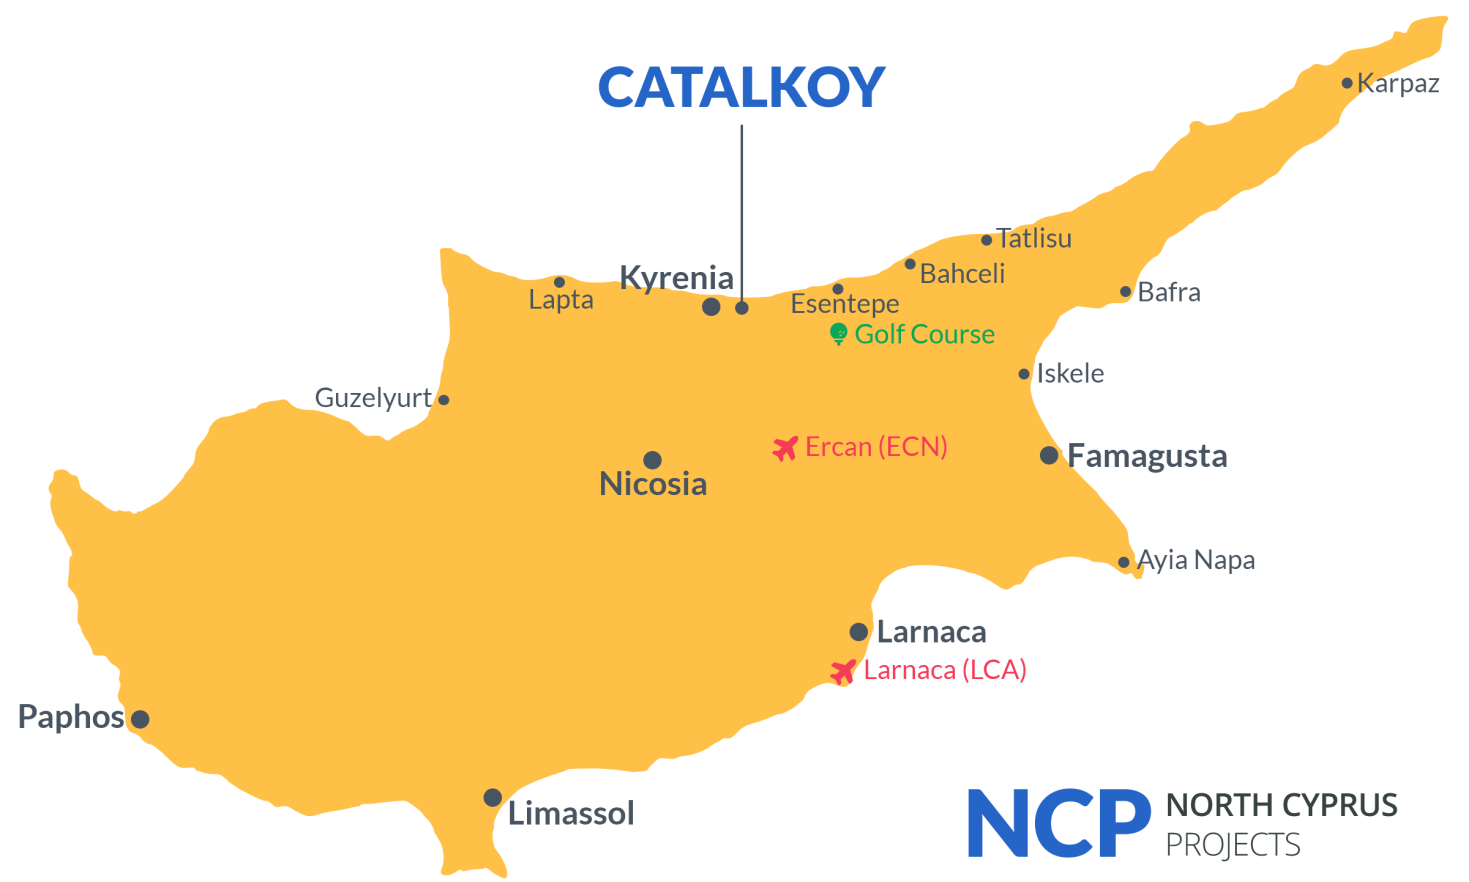 CATALKOY
Karpaz
Tatlisu
Kyrenia
Bahceli
Lapta
Esentepe
Bafra
Golf Course
Iskele
Guzelyurt
Ercan (ECN)
Famagusta
Nicosia
Ayia Napa
Larnaca
Larnaca (LCA)
Paphos
Limassol
NCP
NORTH CYPRUS
PROJECTS